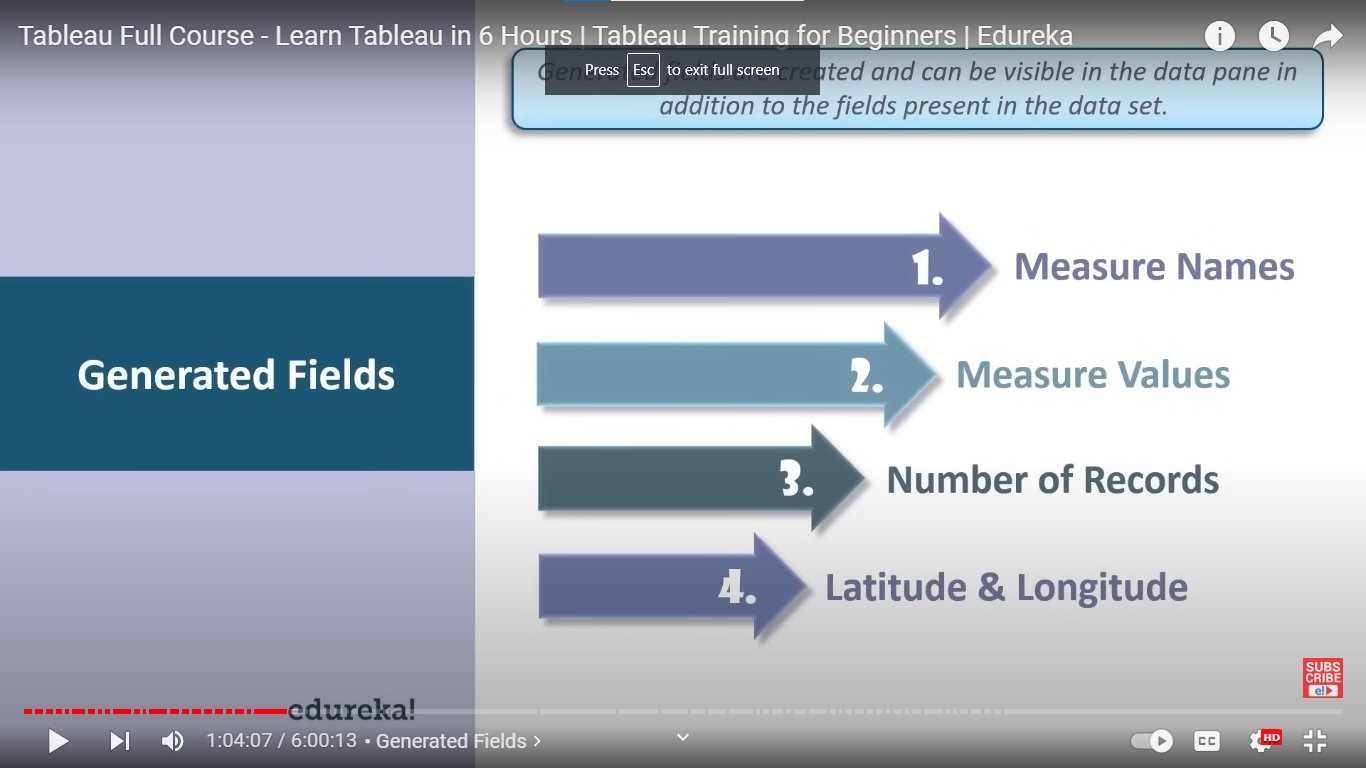 Tableau Full Course - Learn Tableau in 6 Hours | Tableau Training for Beginners | Edureka
Press Esc to exit full screen
created and can be visible in the data pane in
addition to the fields present in the data set.
1. Measure Names
2. Measure Values
Generated Fields
3. Number of Records
4. Latitude & Longitude
SUBS
CRIBE
e!
edureka!
1:04:07 / 6:00:13 • Generated Fields
CC
HD